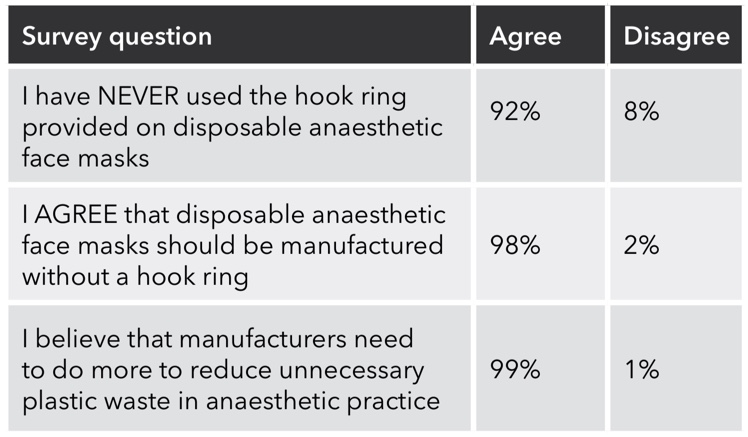 Survey question Agree Disagree
I have NEVER used the hook ring
provided on disposable anaesthetic
face masks
92% 8%
I AGREE that disposable anaesthetic
face masks should be manufactured
without a hook ring
98% 2%
I believe that manufacturers need
to do more to reduce unnecessary
plastic waste in anaesthetic practice
99% 1%